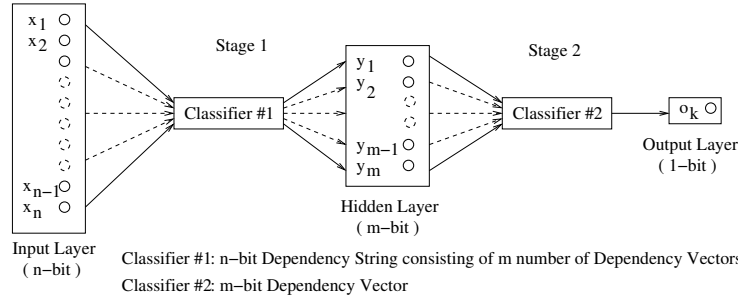 x1
x2
xn−1
xn
Input Layer
( n−bit )
Stage 1
Classifier #1
y1
y2
ym−1
ym
Hidden Layer
( m−bit )
Stage 2
Classifier #2
ok
Output Layer
( 1−bit )
Classifier #1: n−bit Dependency String consisting of m number of Dependency Vectors
Classifier #2: m−bit Dependency Vector